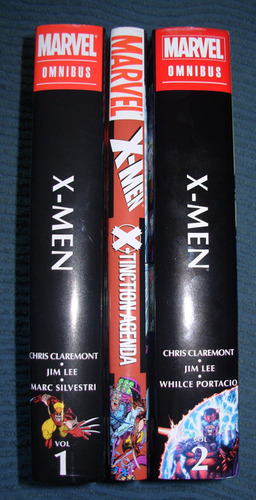 MARVEL
OMNIBUS
X-MEN
CHRIS CLAREMONT
JIM LEE
MARC SILVESTRI
VOL
1
MARVEL
X-MEN
X-TINCTION AGENDA
MARVEL
OMNIBUS
X-MEN
CHRIS CLAREMONT
JIM LEE
WHILCE PORTACIO
VOL
2